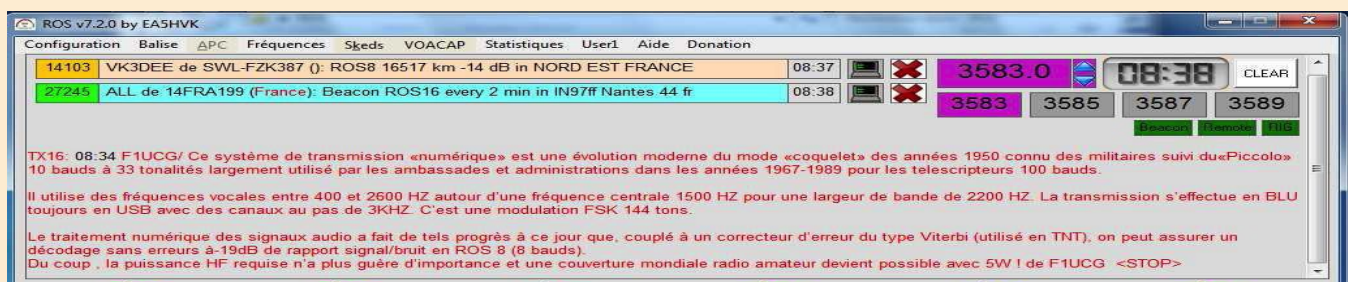 ROS v7.2.0 by EA5HVK
Configuration Balise APC Fréquences Skeds VOACAP Statistiques User1 Aide Donation
14103 VK3DEE de SWL-FZK387 (): ROS8 16517 km -14 dB in NORD EST FRANCE 08:37 3583.0 08:38 CLEAR
27245 ALL de 14FRA199 (France): Beacon ROS16 every 2 min in IN97ff Nantes 44 fr 08:38
3583 3585 3587 3589
Beacon Remote RIG
TX16: 08:34 F1UCG/ Ce système de transmission «numérique» est une évolution moderne du mode «coquelet» des années 1950 connu des militaires suivi du«Piccolo»
10 bauds à 33 tonalités largement utilisé par les ambassades et administrations dans les années 1967-1989 pour les telescripteurs 100 bauds.
Il utilise des fréquences vocales entre 400 et 2600 HZ autour d'une fréquence centrale 1500 HZ pour une largeur de bande de 2200 HZ. La transmission s'effectue en BLU
toujours en USB avec des canaux au pas de 3KHZ. C'est une modulation FSK 144 tons.
Le traitement numérique des signaux audio a fait de tels progrès à ce jour que, couplé à un correcteur d'erreur du type Viterbi (utilisé en TNT), on peut assurer un
décodage sans erreurs à-19dB de rapport signal/bruit en ROS 8 (8 bauds).
Du coup , la puissance HF requise n'a plus guère d'importance et une couverture mondiale radio amateur devient possible avec 5W ! de F1UCG <STOP>